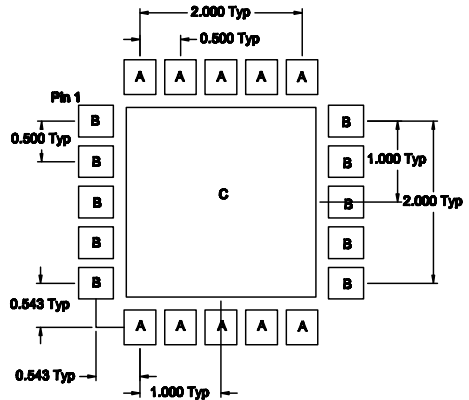 2.000 Typ
0.500 Typ
A A A A A
Pin 1
B B
0.500 Typ
1.000 Typ
B B
C
B B
2.000 Typ
B B
B B
0.543 Typ
A A A A A
0.543 Typ
1.000 Typ